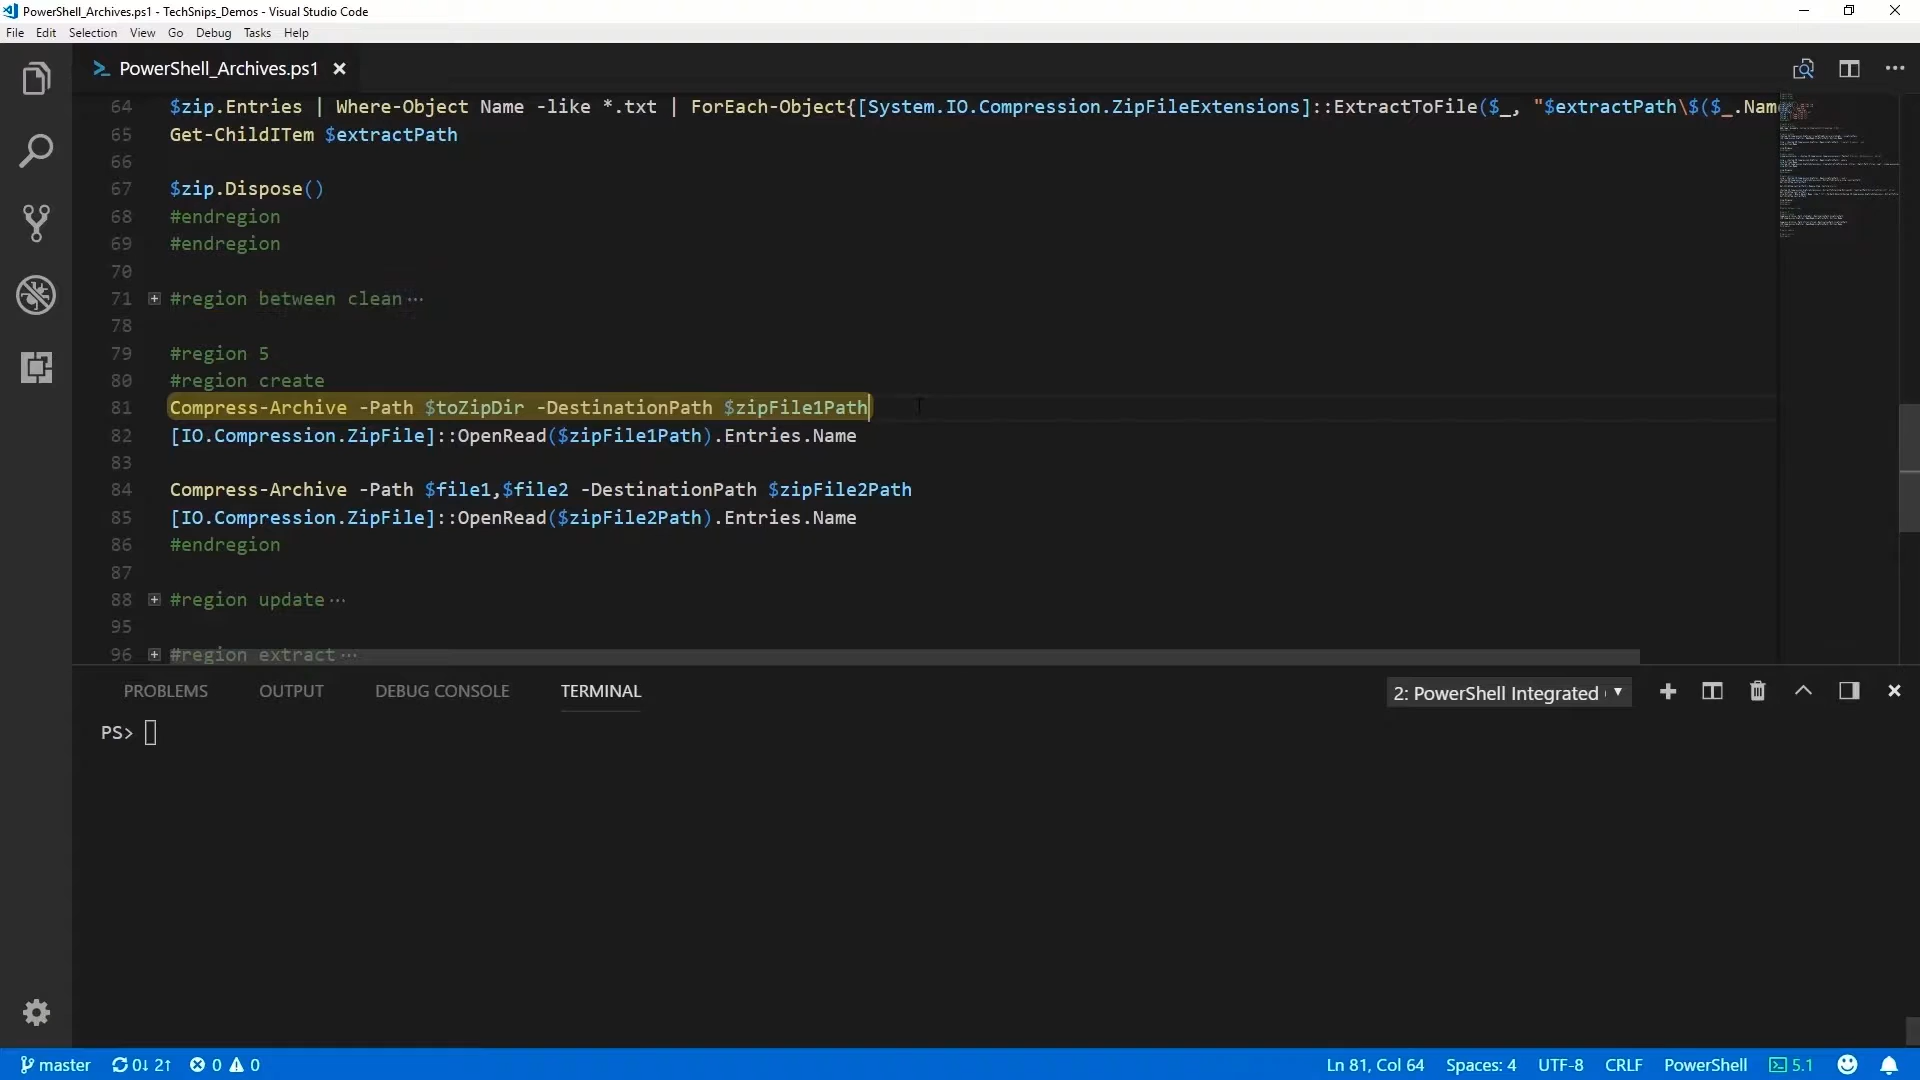 PowerShell_Archives.ps1 - TechSnips_Demos - Visual Studio Code
File Edit Selection View Go Debug Tasks Help
PowerShell_Archives.ps1
64 $zip.Entries | Where-Object Name -like *.txt | ForEach-Object{[System.IO.Compression.ZipFileExtensions]::ExtractToFile($_, "$extractPath\$($_.Nam
65 Get-ChildITem $extractPath
66
67 $zip.Dispose()
68 #endregion
69 #endregion
70
71 #region between clean...
78
79 #region 5
80 #region create
81 Compress-Archive -Path $toZipDir -DestinationPath $zipFile1Path
82 [IO.Compression.ZipFile]::OpenRead($zipFile1Path).Entries.Name
83
84 Compress-Archive -Path $file1,$file2 -DestinationPath $zipFile2Path
85 [IO.Compression.ZipFile]::OpenRead($zipFile2Path).Entries.Name
86 #endregion
87
88 #region update...
95
96 #region extract...
PROBLEMS OUTPUT DEBUG CONSOLE TERMINAL 2: PowerShell Integrated
PS>
master 0↓ 2↑ 0 0 Ln 81, Col 64 Spaces: 4 UTF-8 CRLF PowerShell 5.1